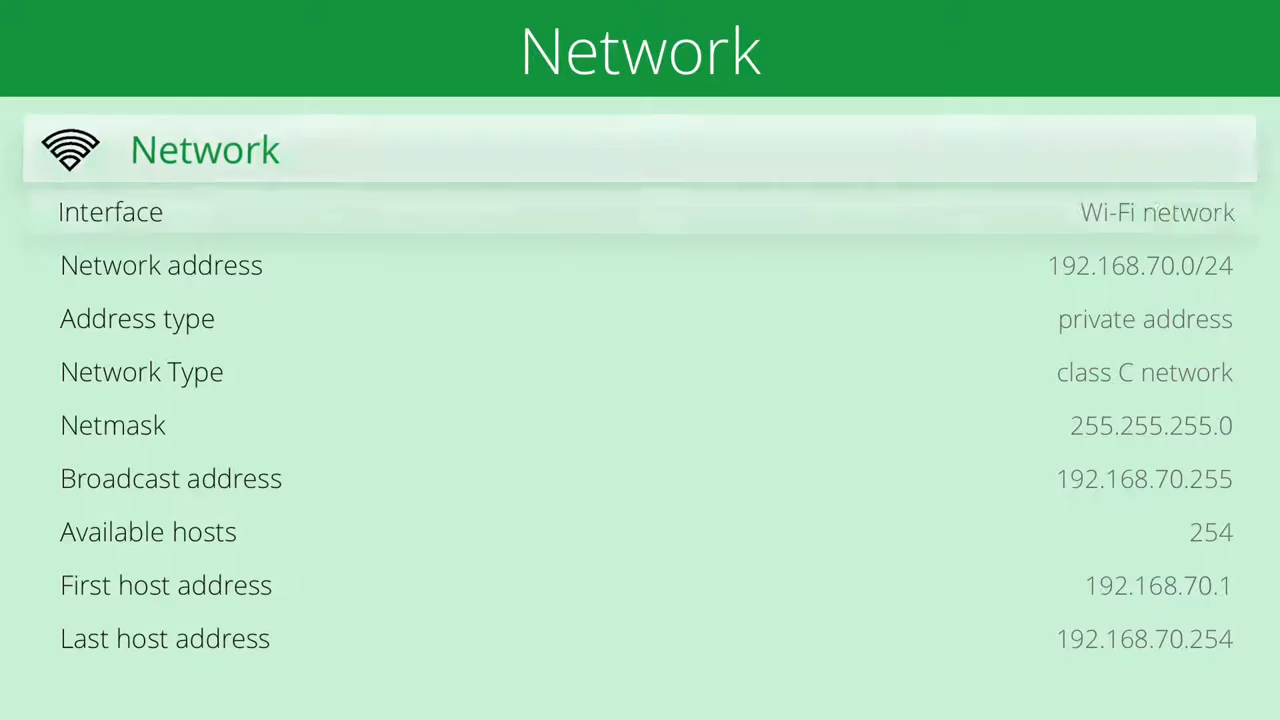 Network
Network
Interface Wi-Fi network
Network address 192.168.70.0/24
Address type private address
Network Type class C network
Netmask 255.255.255.0
Broadcast address 192.168.70.255
Available hosts 254
First host address 192.168.70.1
Last host address 192.168.70.254